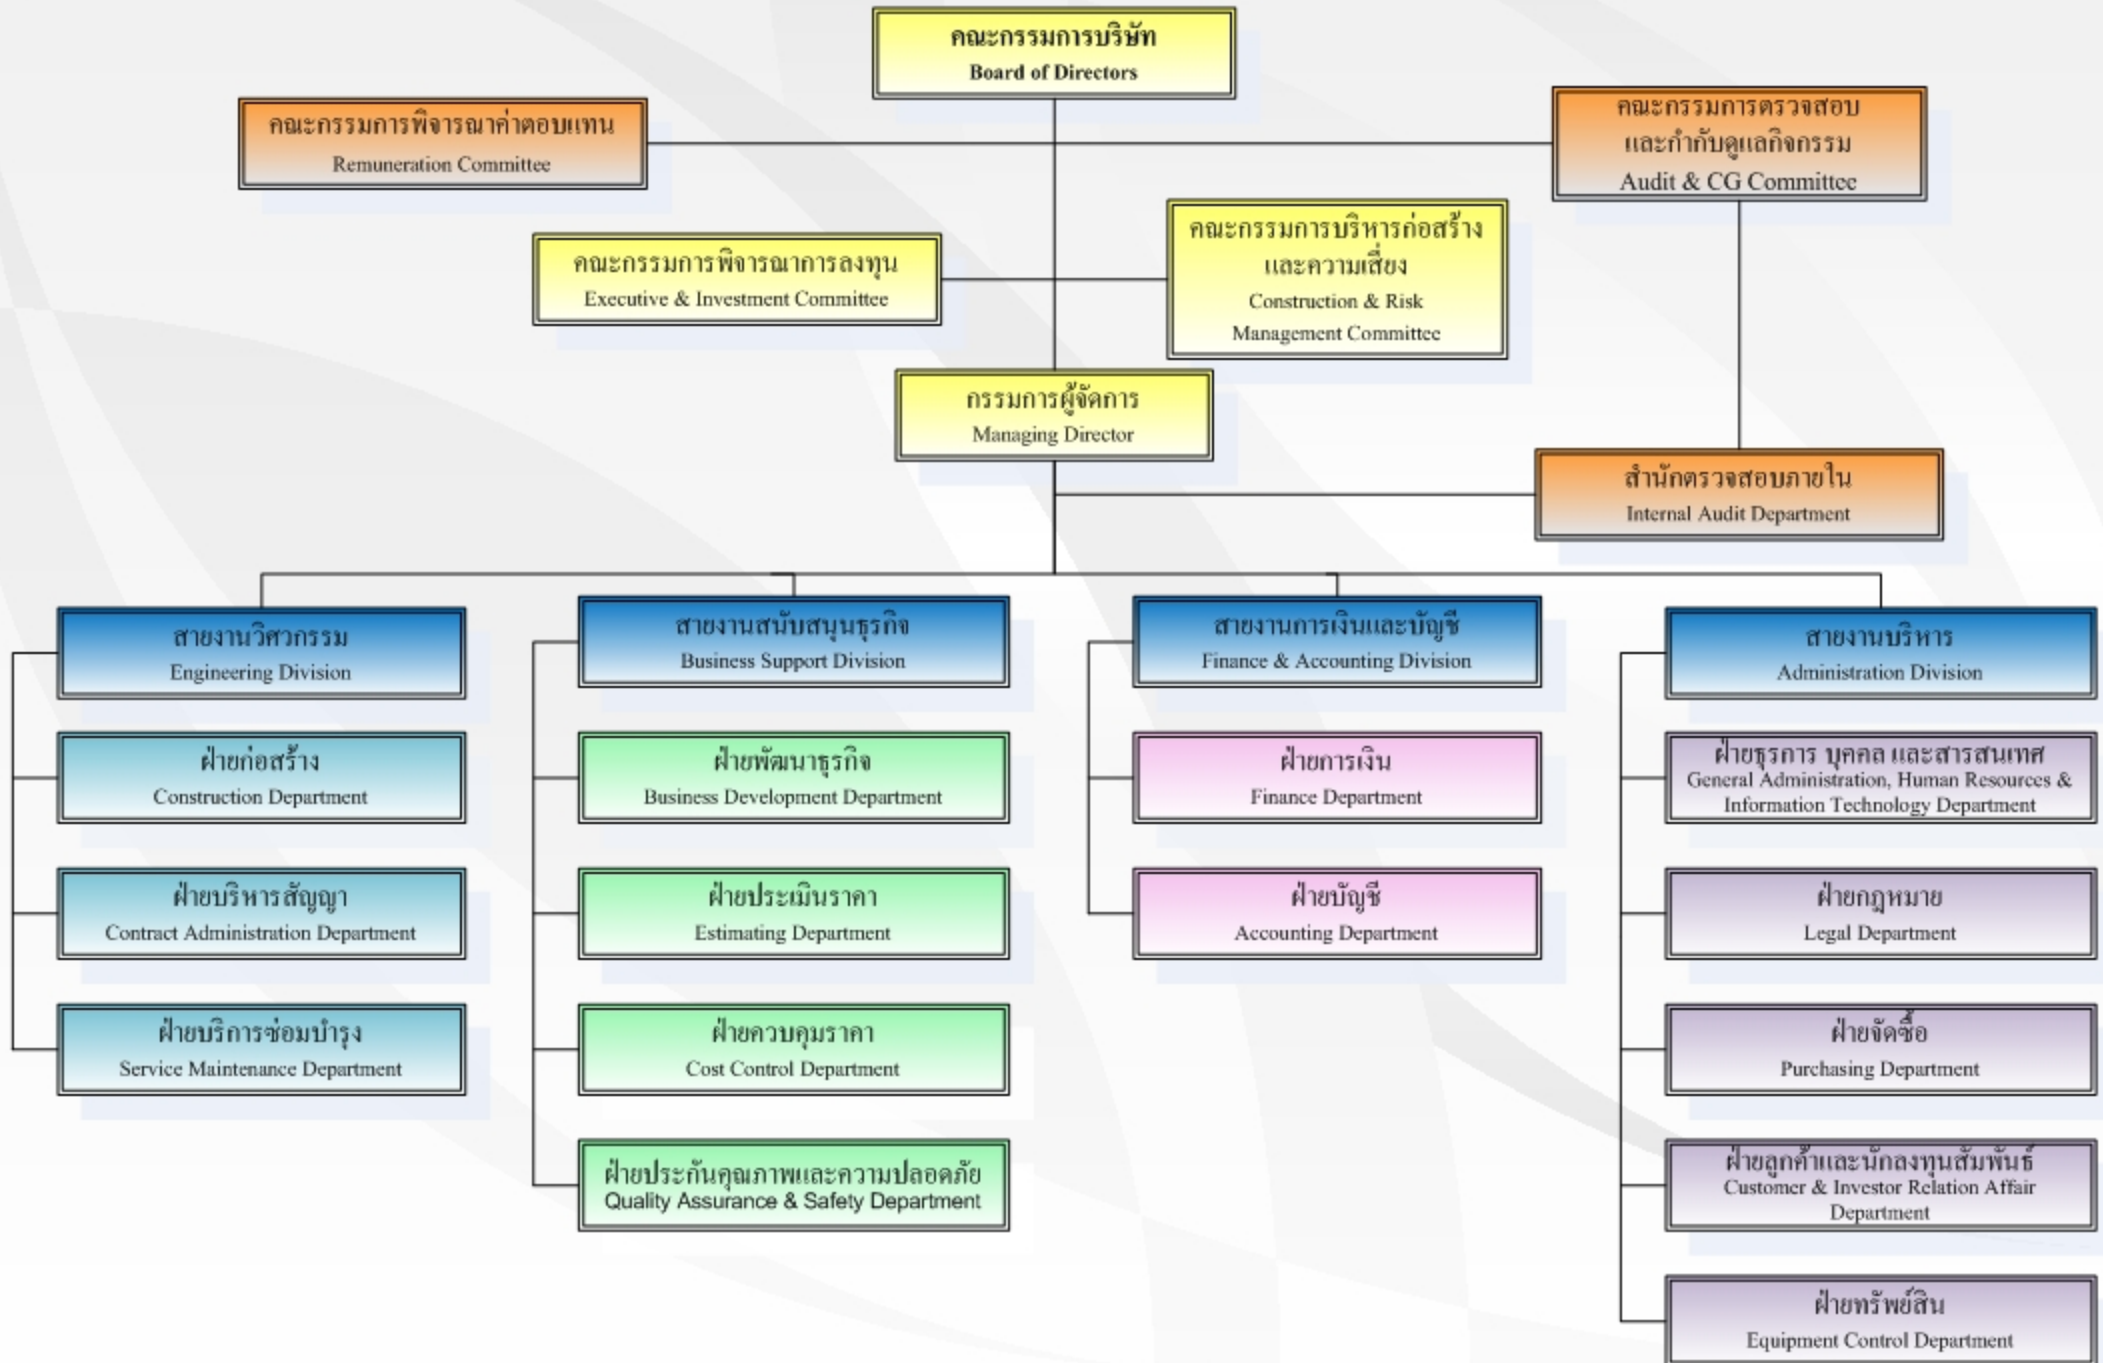 คณะกรรมการบริษัท
Board of Directors
คณะกรรมการพิจารณาค่าตอบแทน
Remuneration Committee
คณะกรรมการตรวจสอบ
และกำกับดูแลกิจกรรม
Audit & CG Committee
คณะกรรมการพิจารณาการลงทุน
Executive & Investment Committee
คณะกรรมการบริหารก่อสร้าง
และความเสี่ยง
Construction & Risk
Management Committee
กรรมการผู้จัดการ
Managing Director
สำนักตรวจสอบภายใน
Internal Audit Department
สายงานวิศวกรรม
Engineering Division
ฝ่ายก่อสร้าง
Construction Department
ฝ่ายบริหารสัญญา
Contract Administration Department
ฝ่ายบริการซ่อมบำรุง
Service Maintenance Department
สายงานสนับสนุนธุรกิจ
Business Support Division
ฝ่ายพัฒนาธุรกิจ
Business Development Department
ฝ่ายประเมินราคา
Estimating Department
ฝ่ายควบคุมราคา
Cost Control Department
ฝ่ายประกันคุณภาพและความปลอดภัย
Quality Assurance & Safety Department
สายงานการเงินและบัญชี
Finance & Accounting Division
ฝ่ายการเงิน
Finance Department
ฝ่ายบัญชี
Accounting Department
สายงานบริหาร
Administration Division
ฝ่ายธุรการ บุคคล และสารสนเทศ
General Administration, Human Resources &
Information Technology Department
ฝ่ายกฎหมาย
Legal Department
ฝ่ายจัดซื้อ
Purchasing Department
ฝ่ายลูกค้าและนักลงทุนสัมพันธ์
Customer & Investor Relation Affair
Department
ฝ่ายทรัพย์สิน
Equipment Control Department